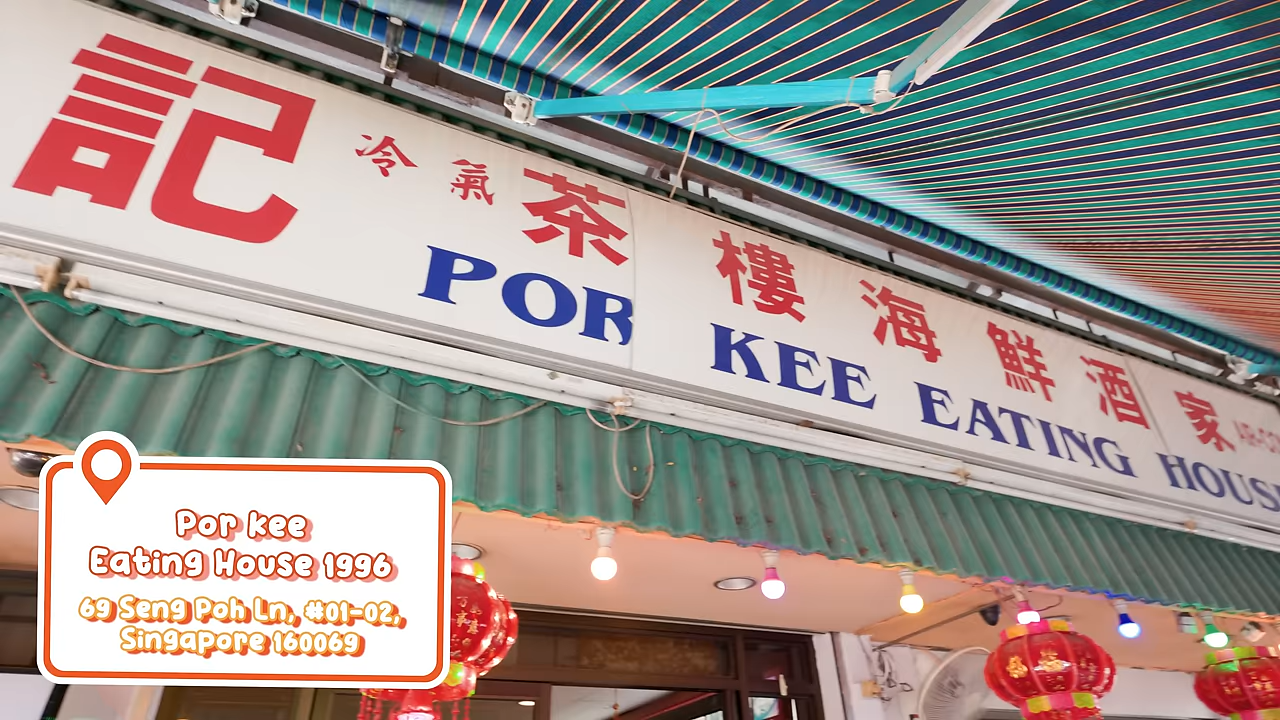 記 冷氣 茶樓海鮮酒家
POR KEE EATING HOUS
Por kee
Eating House 1996
69 Seng Poh Ln, #01-02,
Singapore 160069